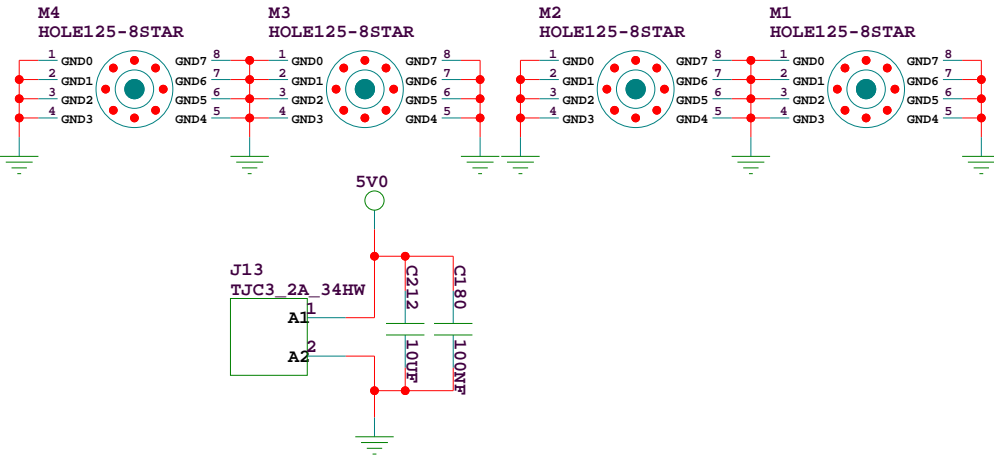 M4
HOLE125-8STAR
1 GND0 GND7 8
2 GND1 GND6 7
3 GND2 GND5 6
4 GND3 GND4 5
M3
HOLE125-8STAR
1 GND0 GND7 8
2 GND1 GND6 7
3 GND2 GND5 6
4 GND3 GND4 5
M2
HOLE125-8STAR
1 GND0 GND7 8
2 GND1 GND6 7
3 GND2 GND5 6
4 GND3 GND4 5
M1
HOLE125-8STAR
1 GND0 GND7 8
2 GND1 GND6 7
3 GND2 GND5 6
4 GND3 GND4 5
5V0
J13
TJC3_2A_34HW
A1 1
A2 2
C212
10UF
C180
100NF